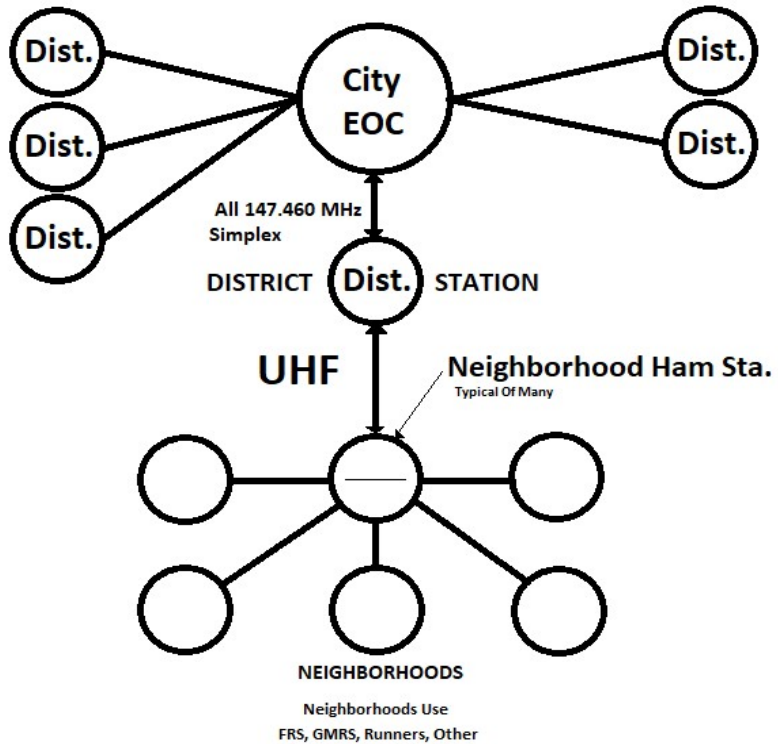 Dist.
Dist.
Dist.
City
EOC
Dist.
Dist.
All 147.460 MHz
Simplex
DISTRICT Dist. STATION
UHF
Neighborhood Ham Sta.
Typical Of Many
NEIGHBORHOODS
Neighborhoods Use
FRS, GMRS, Runners, Other